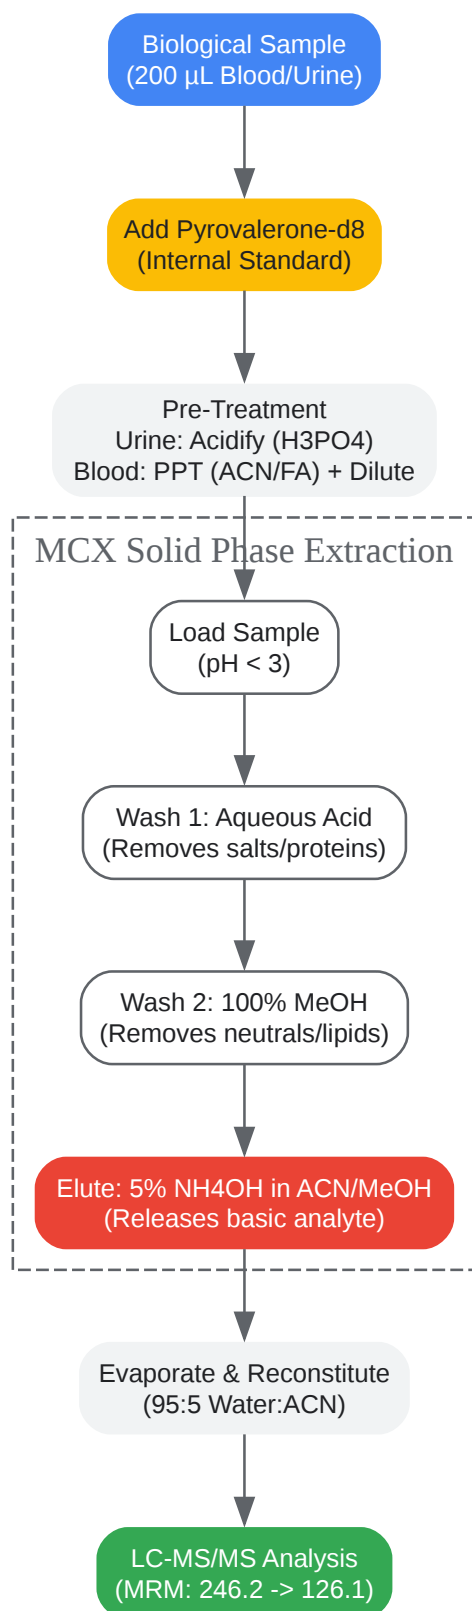 Biological Sample
(200 µL Blood/Urine)
Add Pyrovalerone-d8
(Internal Standard)
Pre-Treatment
Urine: Acidify (H3PO4)
Blood: PPT (ACN/FA) + Dilute
MCX Solid Phase Extraction
Load Sample
(pH < 3)
Wash 1: Aqueous Acid
(Removes salts/proteins)
Wash 2: 100% MeOH
(Removes neutrals/lipids)
Elute: 5% NH4OH in ACN/MeOH
(Releases basic analyte)
Evaporate & Reconstitute
(95:5 Water:ACN)
LC-MS/MS Analysis
(MRM: 246.2 -> 126.1)